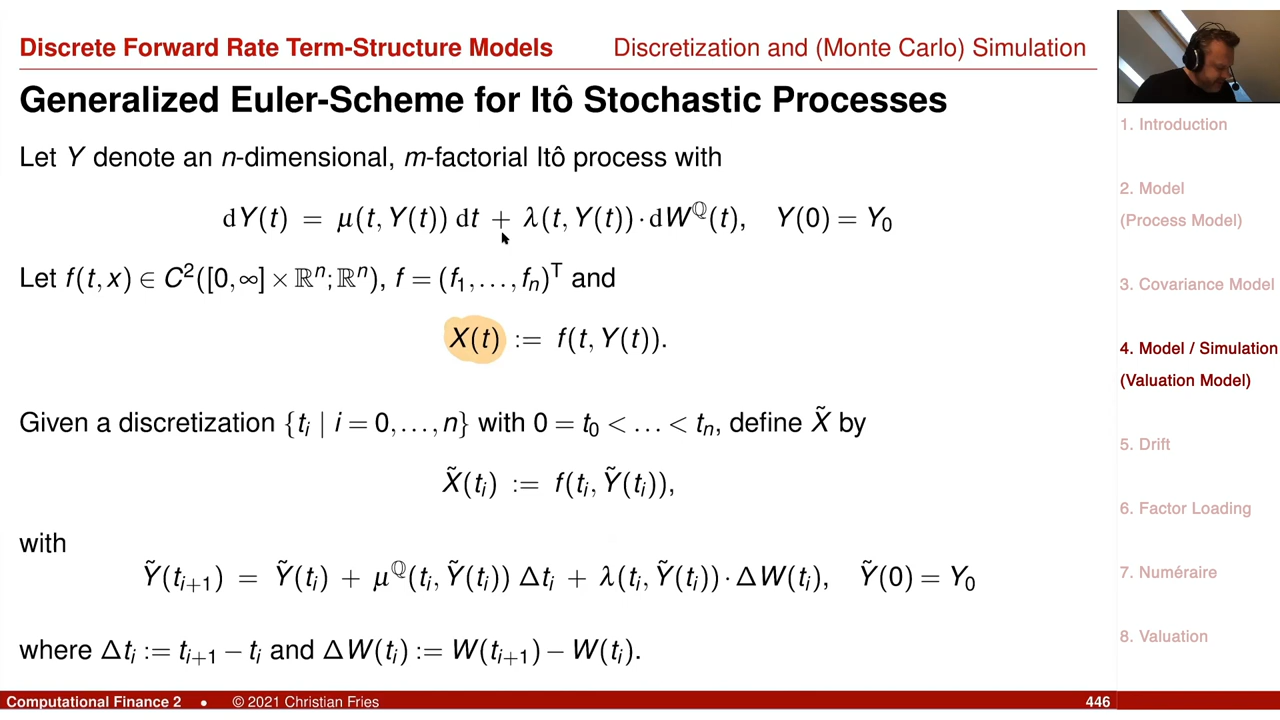 Discrete Forward Rate Term-Structure Models Discretization and (Monte Carlo) Simulation
Generalized Euler-Scheme for Itô Stochastic Processes
Let Y denote an n-dimensional, m-factorial Itô process with
dY(t) = μ(t, Y(t)) dt + λ(t, Y(t)) · dW^ℚ(t), Y(0) = Y₀
Let f(t, x) ∈ C²([0, ∞] × ℝⁿ; ℝⁿ), f = (f₁, …, fₙ)ᵀ and
X(t) := f(t, Y(t)).
Given a discretization {tᵢ | i = 0, …, n} with 0 = t₀ < … < tₙ, define X̃ by
X̃(tᵢ) := f(tᵢ, Ỹ(tᵢ)),
with
Ỹ(tᵢ₊₁) = Ỹ(tᵢ) + μ^ℚ(tᵢ, Ỹ(tᵢ)) Δtᵢ + λ(tᵢ, Ỹ(tᵢ)) · ΔW(tᵢ), Ỹ(0) = Y₀
where Δtᵢ := tᵢ₊₁ − tᵢ and ΔW(tᵢ) := W(tᵢ₊₁) − W(tᵢ).
1. Introduction
2. Model
(Process Model)
3. Covariance Model
4. Model / Simulation
(Valuation Model)
5. Drift
6. Factor Loading
7. Numéraire
8. Valuation
Computational Finance 2 • © 2021 Christian Fries 446